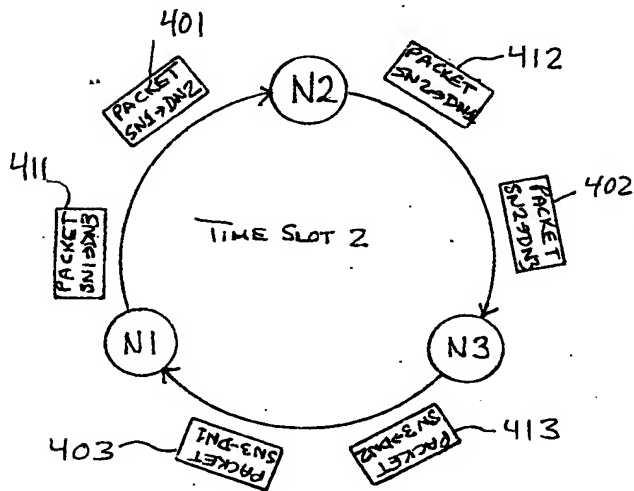 401
PACKET
SN1→DN2
N2
PACKET
SN2→DN1
412
411
PACKET
SN1→DN3
402
PACKET
SN2→DN3
TIME SLOT 2
N1
N3
403
PACKET
SN3→DN1
PACKET
SN3→DN2
413